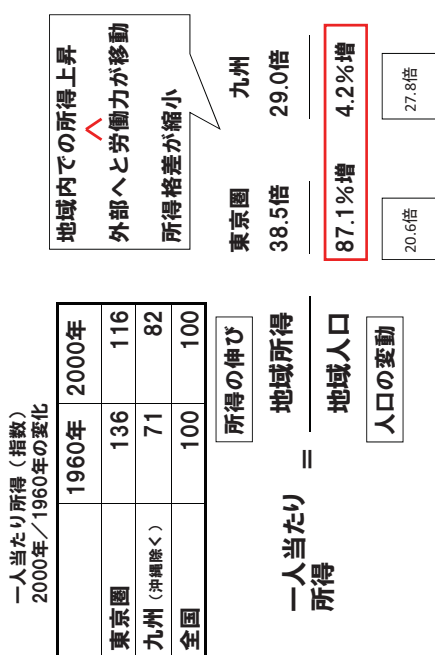 一人当たり所得（指数）
2000年／1960年の変化
1960年 2000年
東京圏 136 116
九州（沖縄除く） 71 82
全国 100 100
地域内での所得上昇
＜
外部へと労働力が移動
所得格差が縮小
所得の伸び
一人当たり
所得
＝
地域所得
地域人口
人口の変動
東京圏 九州
38.5倍 29.0倍
87.1%増 4.2%増
20.6倍 27.8倍